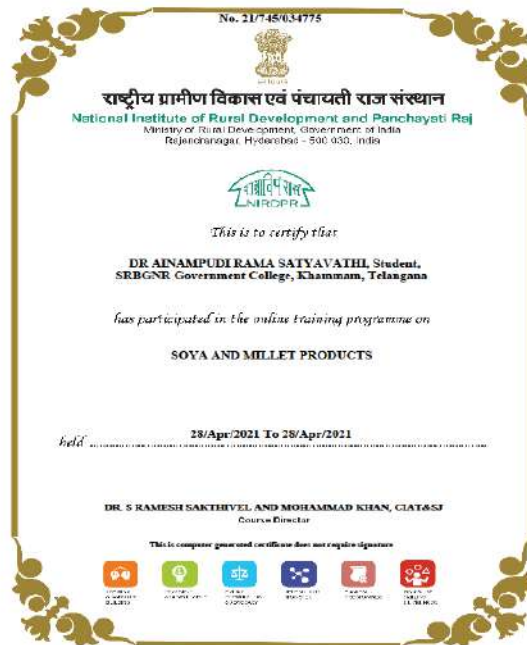 No. 21/745/034775
राष्ट्रीय ग्रामीण विकास एवं पंचायती राज संस्थान
National Institute of Rural Development and Panchayati Raj
Ministry of Rural Development, Government of India
Rajendranagar, Hyderabad - 500 030, India
NIRDPR
This is to certify that
DR AINAMPUDI RAMA SATYAVATHI, Student,
SRBGNR Government College, Khammam, Telangana
has participated in the online training programme on
SOYA AND MILLET PRODUCTS
held 28/Apr/2021 To 28/Apr/2021
DR. S RAMESH SAKTHIVEL AND MOHAMMAD KHAN, CIAT&SJ
Course Director
This is computer generated certificate does not require signature